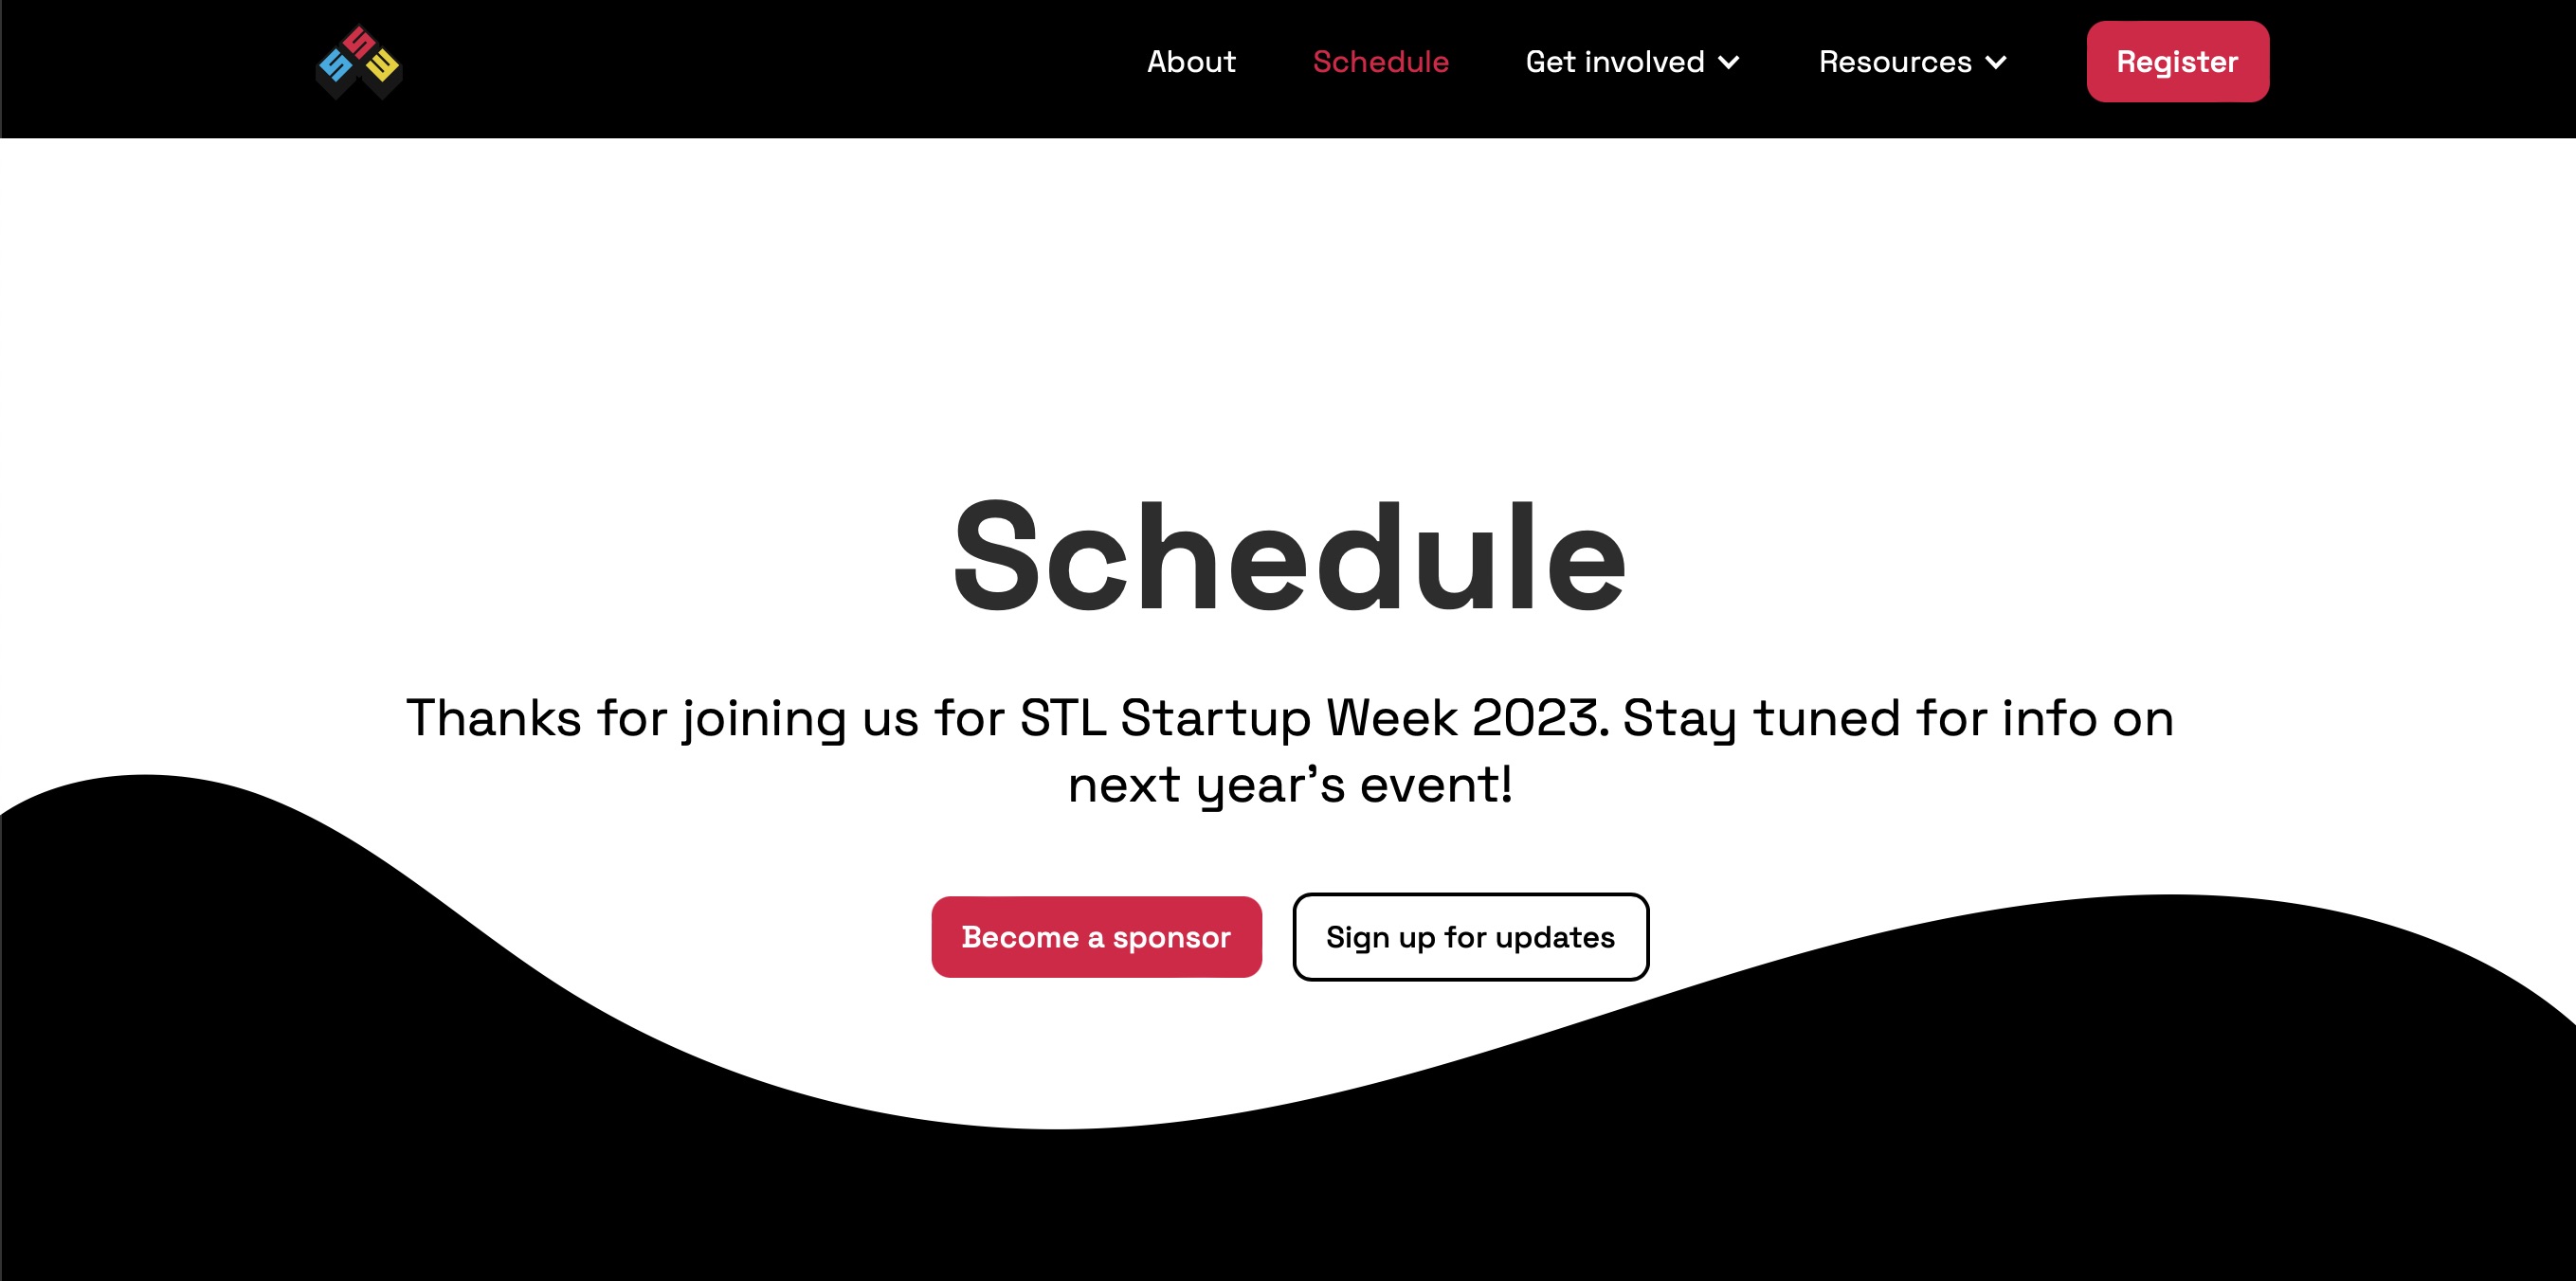 SSW
About Schedule Get involved Resources Register
Schedule
Thanks for joining us for STL Startup Week 2023. Stay tuned for info on
next year’s event!
Become a sponsor Sign up for updates